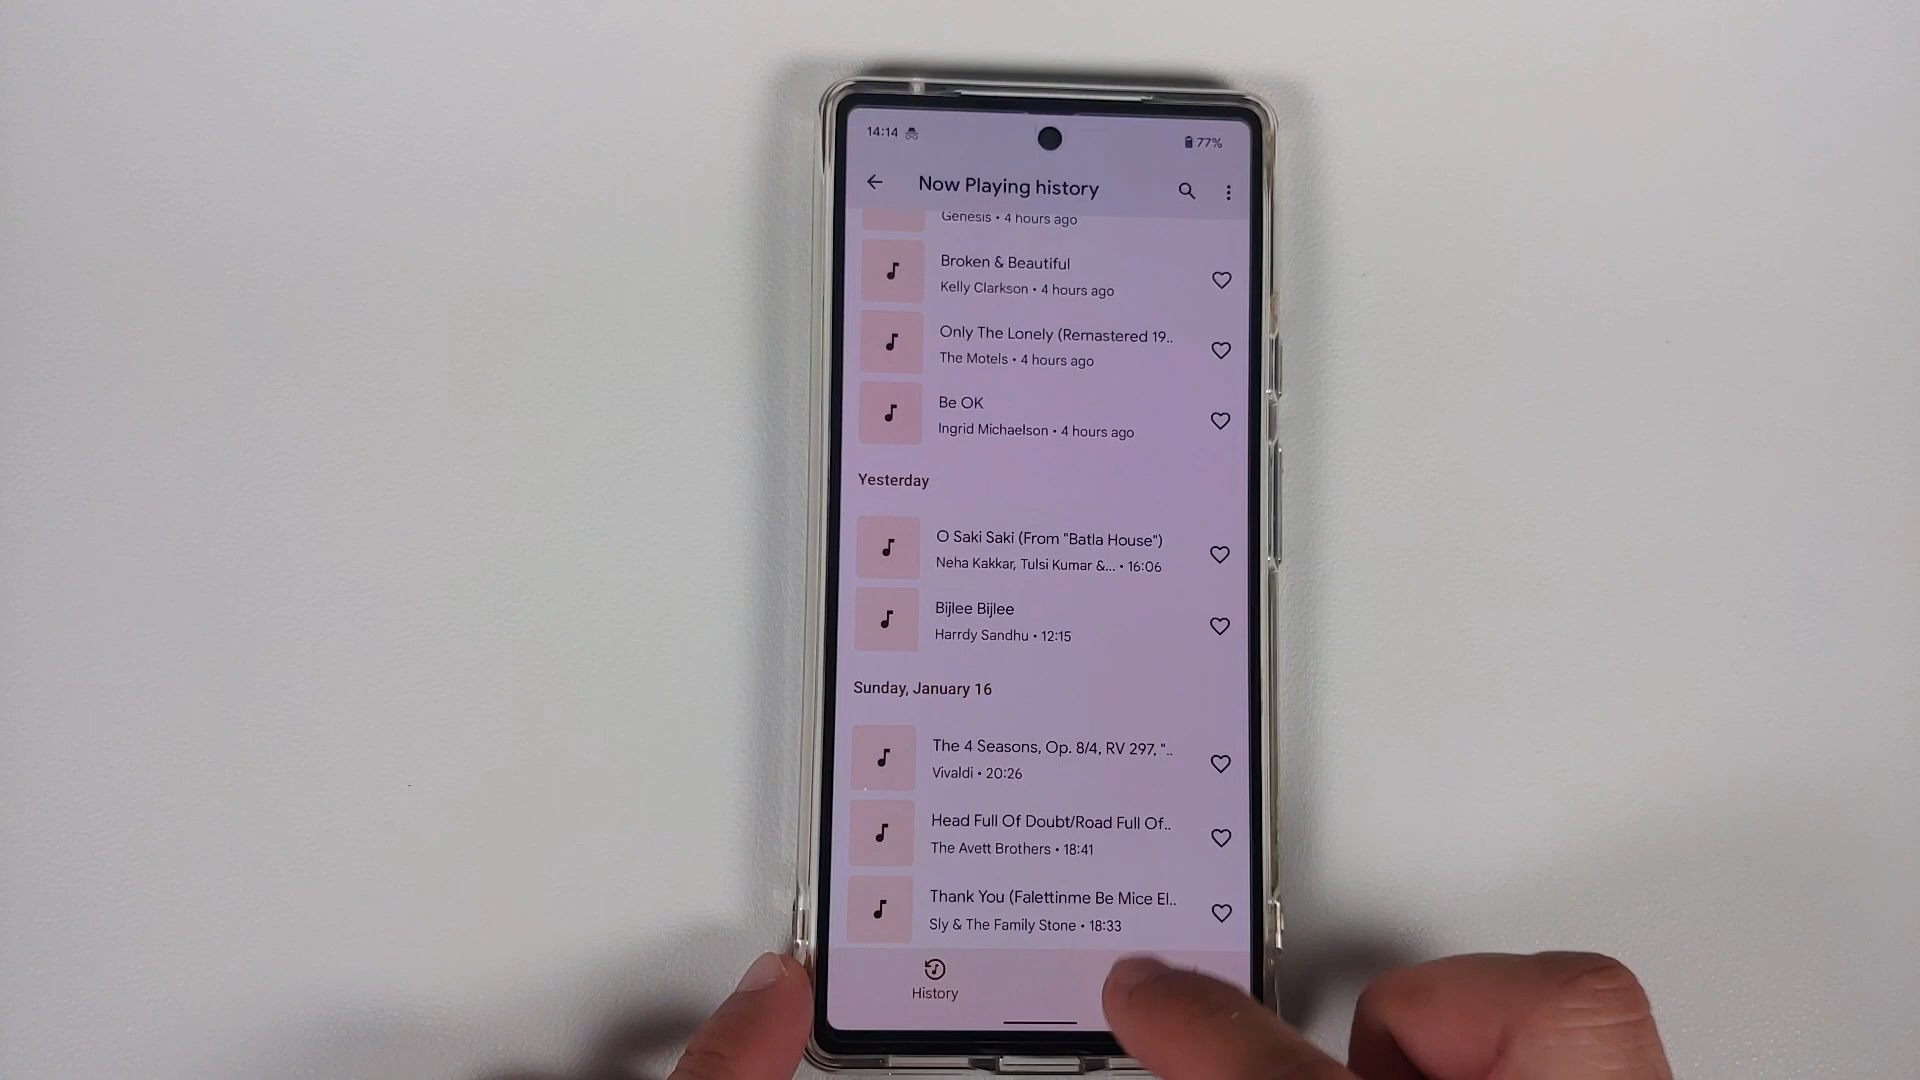 14:14
77%
Now Playing history
Genesis • 4 hours ago
Broken & Beautiful
Kelly Clarkson • 4 hours ago
Only The Lonely (Remastered 19..
The Motels • 4 hours ago
Be OK
Ingrid Michaelson • 4 hours ago
Yesterday
O Saki Saki (From "Batla House")
Neha Kakkar, Tulsi Kumar &... • 16:06
Bijlee Bijlee
Harrdy Sandhu • 12:15
Sunday, January 16
The 4 Seasons, Op. 8/4, RV 297, "..
Vivaldi • 20:26
Head Full Of Doubt/Road Full Of..
The Avett Brothers • 18:41
Thank You (Falettinme Be Mice El..
Sly & The Family Stone • 18:33
History